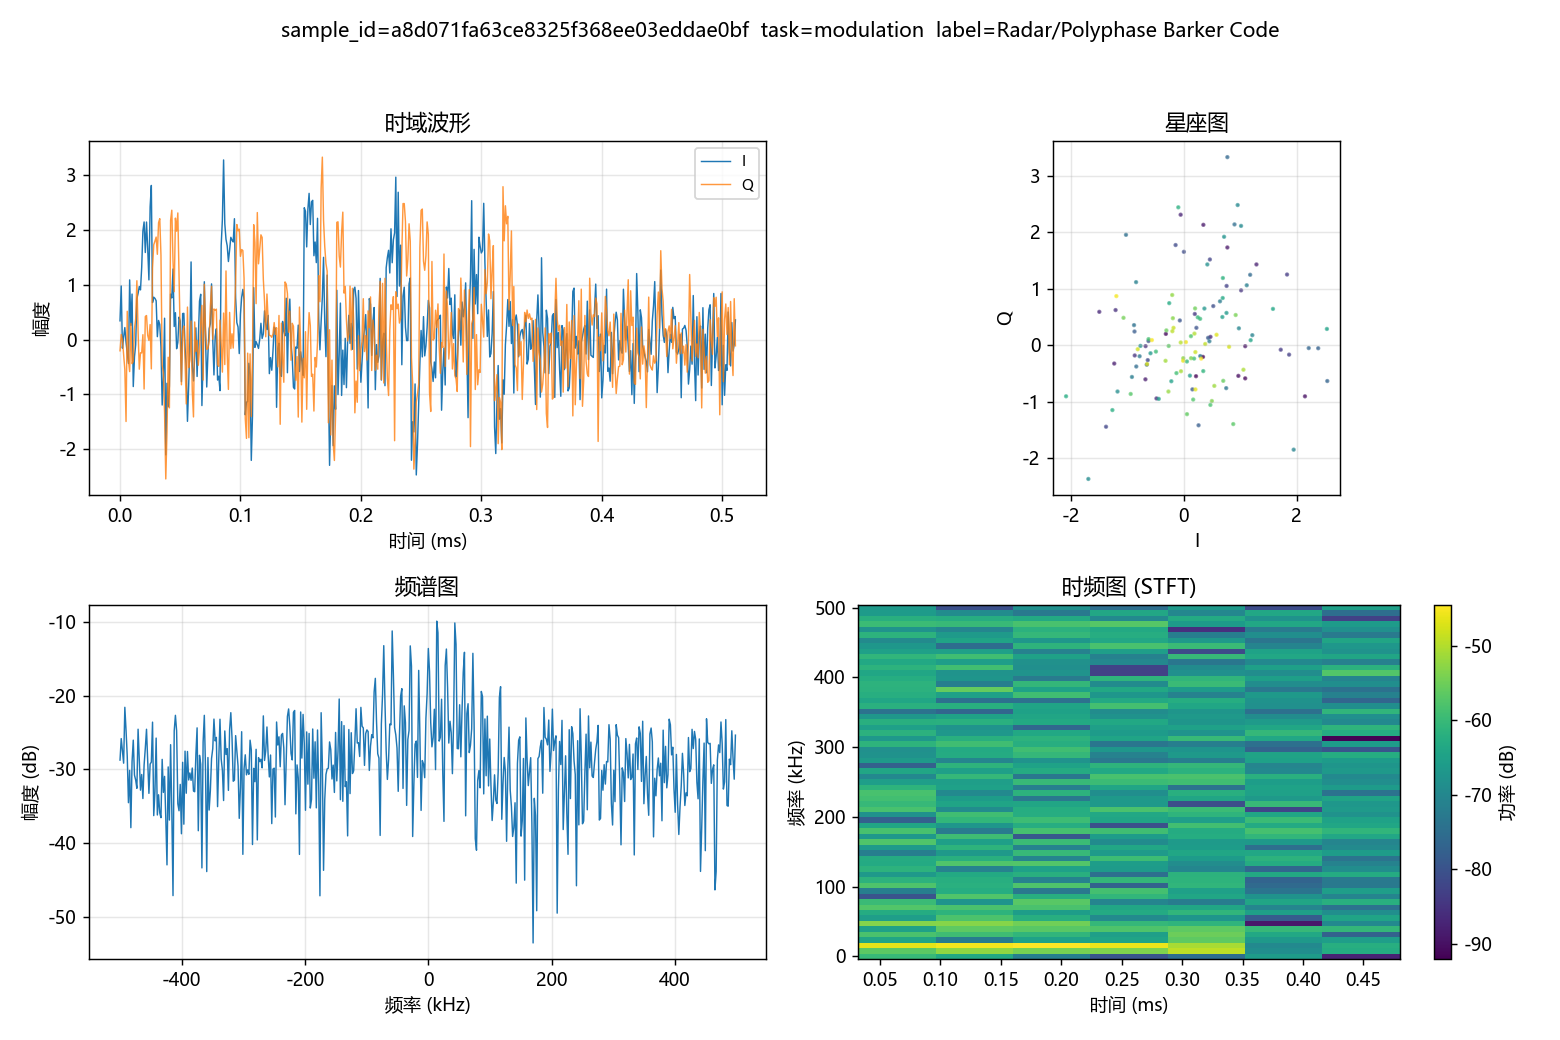 sample_id=a8d071fa63ce8325f368ee03eddae0bf  task=modulation  label=Radar/Polyphase Barker Code
时域波形
I
Q
3
2
1
0
-1
-2
幅度
0.0 0.1 0.2 0.3 0.4 0.5
时间 (ms)
星座图
3
2
1
0
-1
-2
Q
-2 0 2
I
频谱图
-10
-20
-30
-40
-50
幅度 (dB)
-400 -200 0 200 400
频率 (kHz)
时频图 (STFT)
500
400
300
200
100
0
频率 (kHz)
0.05 0.10 0.15 0.20 0.25 0.30 0.35 0.40 0.45
时间 (ms)
-50
-60
-70
-80
-90
功率 (dB)